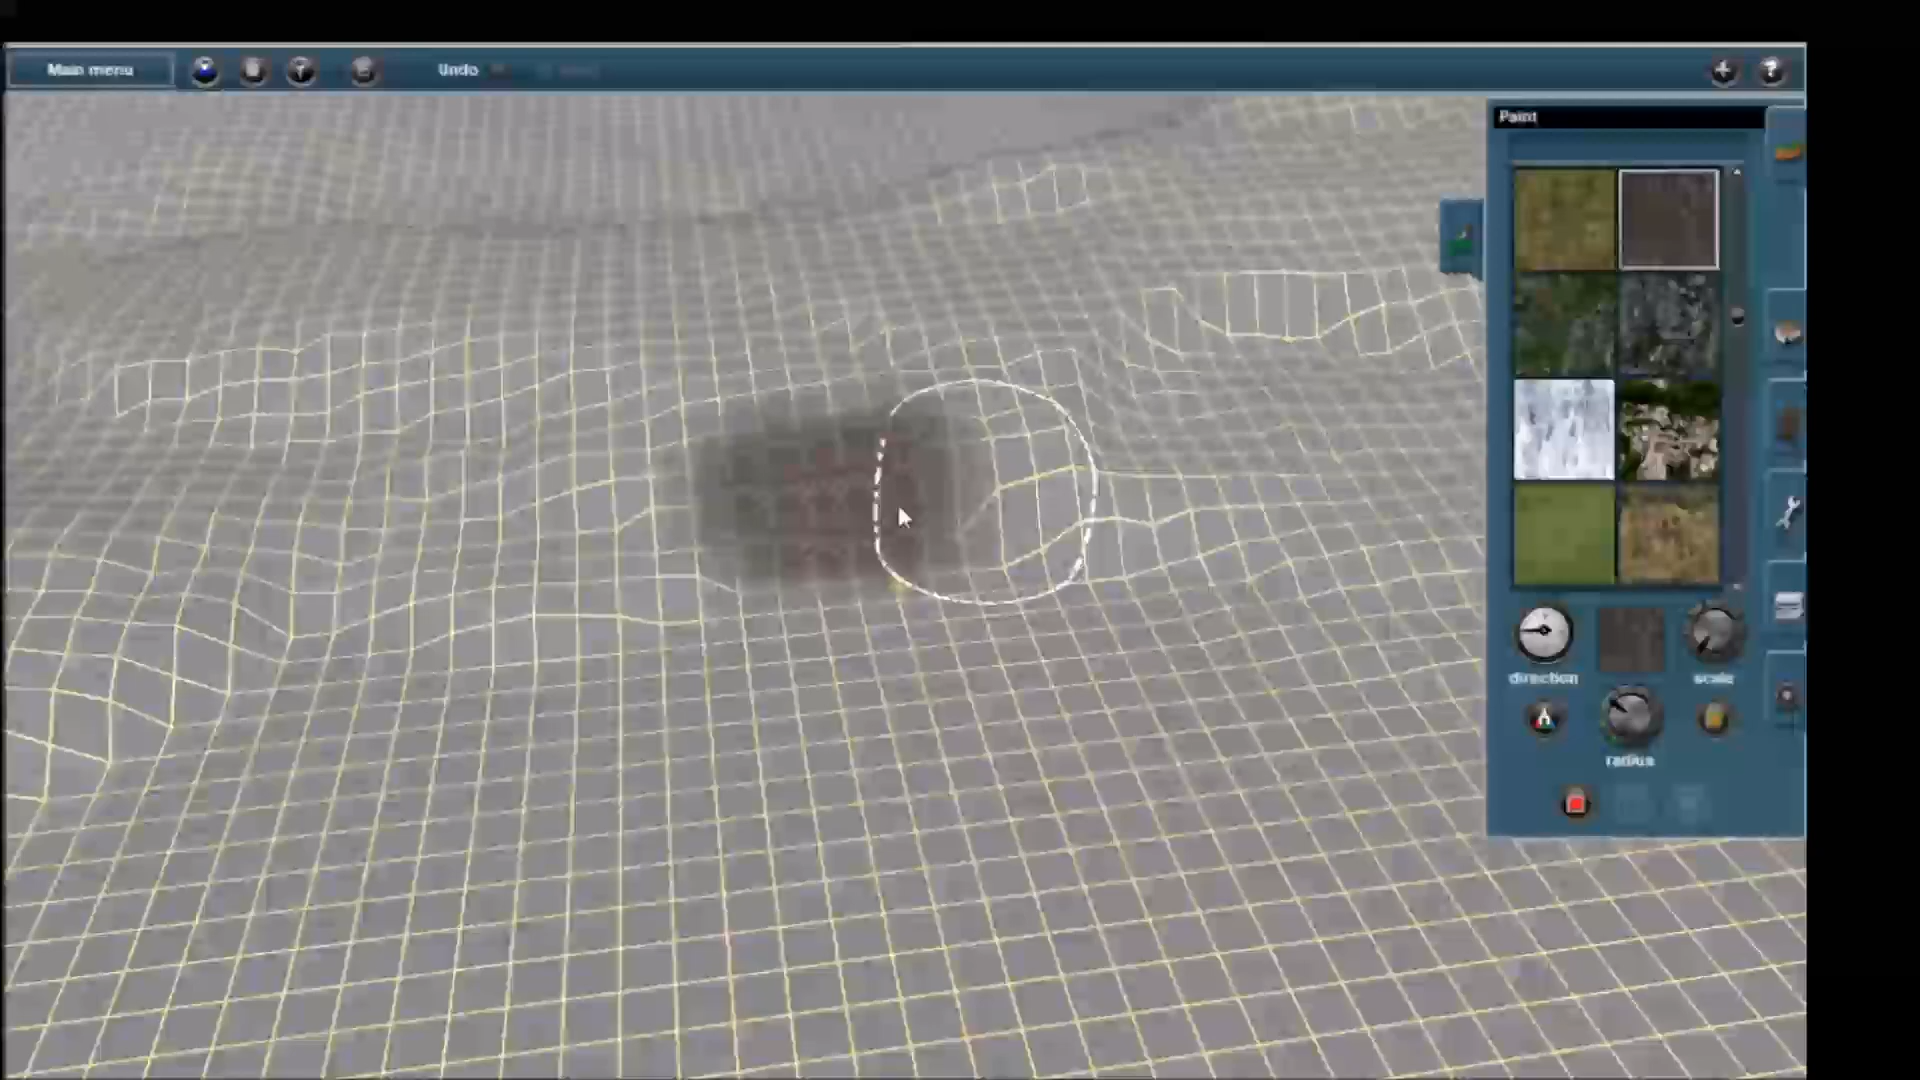 Main menu
Undo
?
Paint
direction
scale
radius